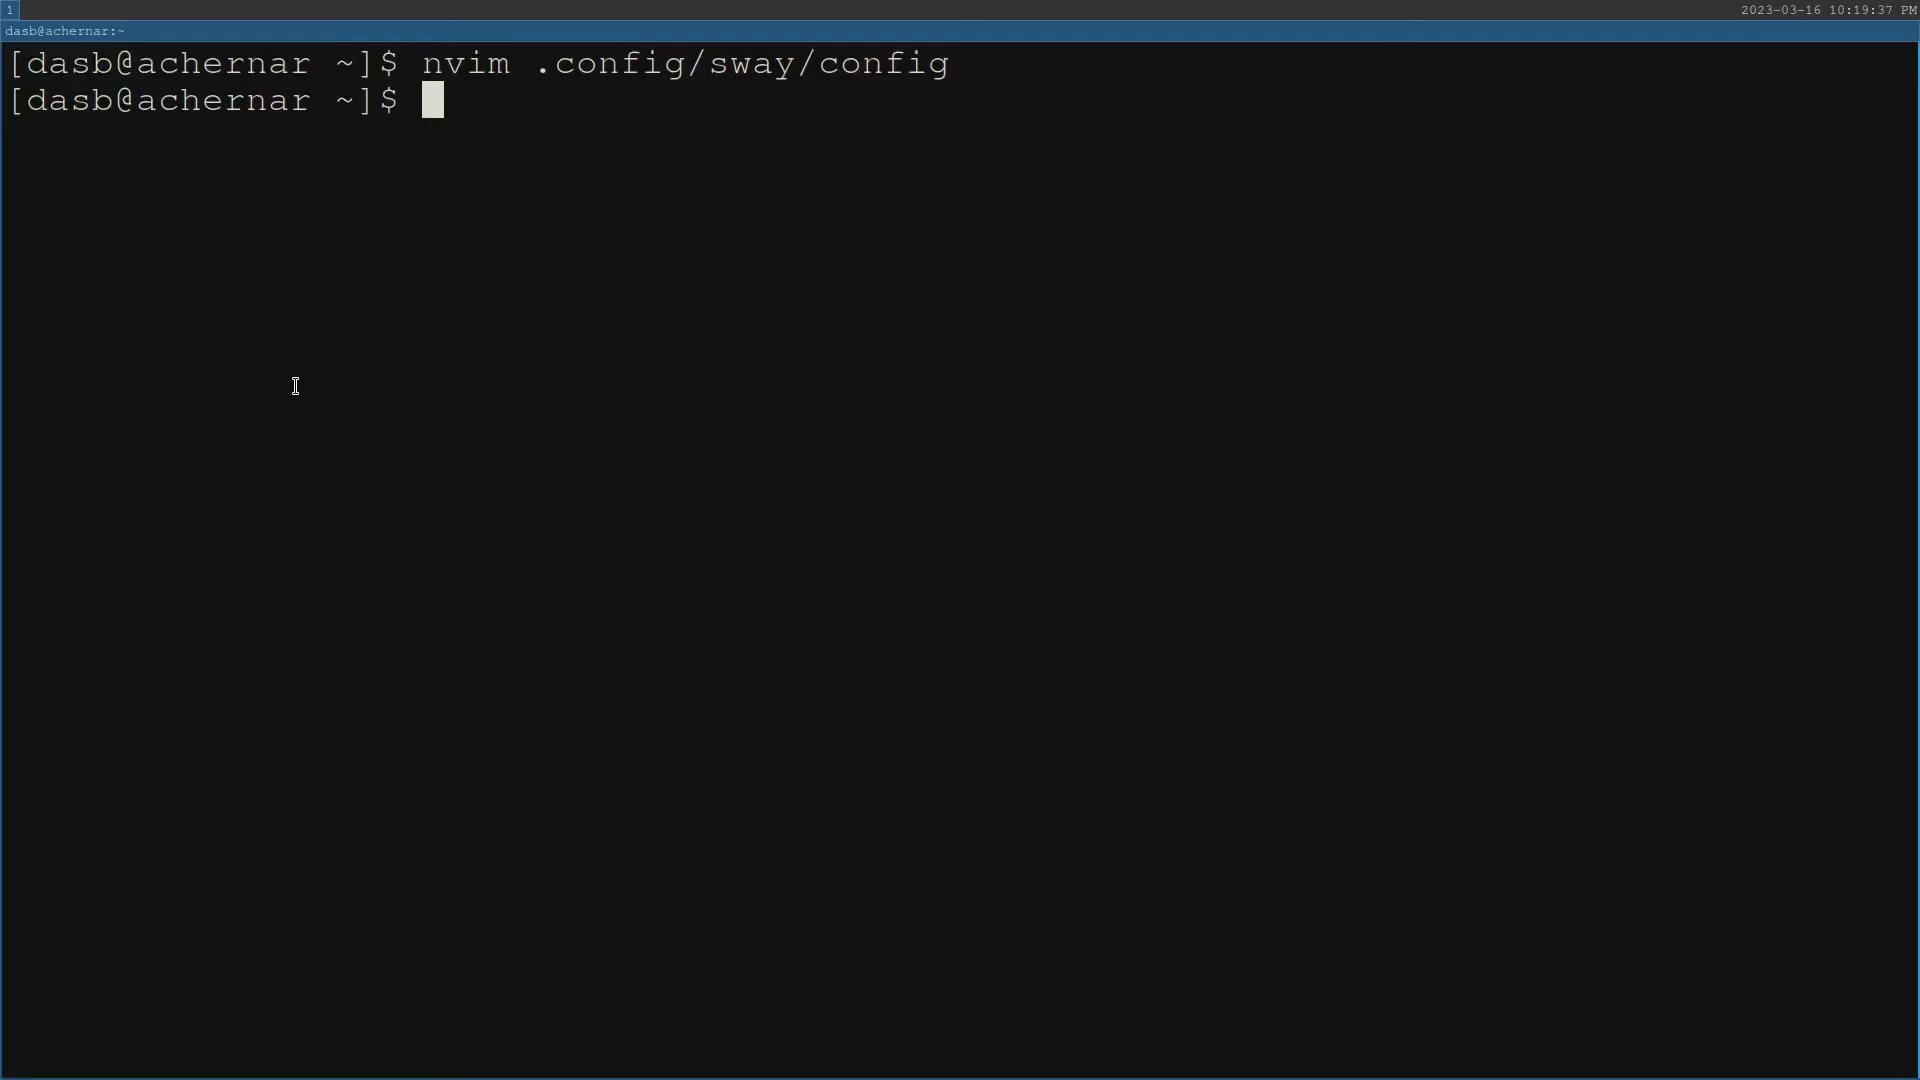 1
2023-03-16 10:19:37 PM
dasb@achernar:~
[dasb@achernar ~]$ nvim .config/sway/config
[dasb@achernar ~]$